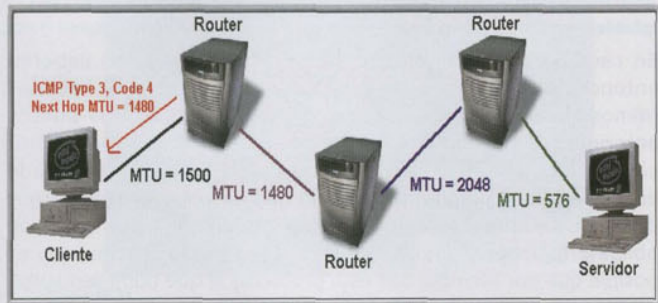 Router
Router
ICMP Type 3, Code 4
Next Hop MTU = 1480
MTU = 1500
MTU = 1480
MTU = 2048
MTU = 576
Cliente
Router
Servidor